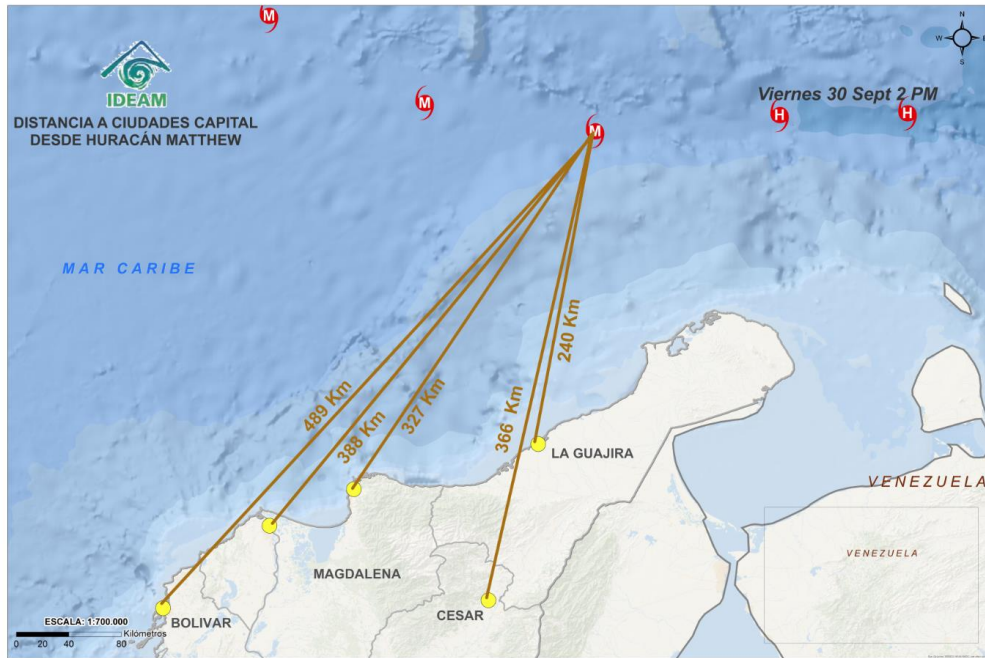 M
N
W
E
S
IDEAM
DISTANCIA A CIUDADES CAPITAL
DESDE HURACÁN MATTHEW
Viernes 30 Sept 2 PM
M
M
H
H
MAR CARIBE
240 Km
489 Km
388 Km
327 Km
366 Km
LA GUAJIRA
VENEZUELA
VENEZUELA
MAGDALENA
CESAR
BOLIVAR
ESCALA: 1:700.000
Kilómetros
0 20 40 80